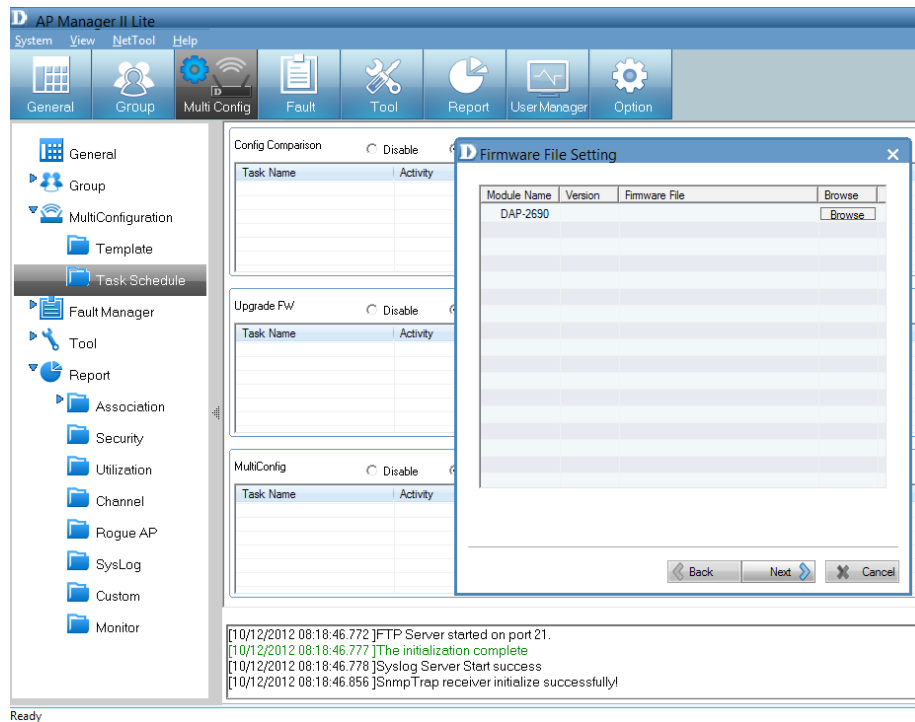 D AP Manager II Lite
System View NetTool Help
General Group Multi Config Fault Tool Report User Manager Option
D
General
Group
MultiConfiguration
Template
Task Schedule
Fault Manager
Tool
Report
Association
Security
Utilization
Channel
Rogue AP
SysLog
Custom
Monitor
Config Comparison Disable
Task Name Activity
Upgrade FW Disable
Task Name Activity
MultiConfig Disable
Task Name Activity
D Firmware File Setting
Module Name Version Firmware File Browse
DAP-2690 Browse
Back Next Cancel
[10/12/2012 08:18:46.772 ]FTP Server started on port 21.
[10/12/2012 08:18:46.777 ]The initialization complete
[10/12/2012 08:18:46.778 ]Syslog Server Start success
[10/12/2012 08:18:46.856 ]SnmpTrap receiver initialize successfully!
Ready